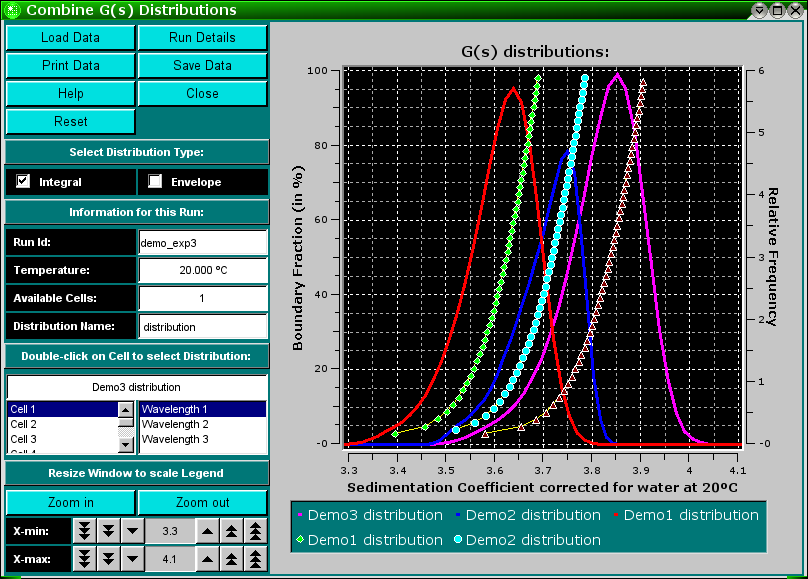 Combine G(s) Distributions
Load Data Run Details
Print Data Save Data
Help Close
Reset
Select Distribution Type:
Integral Envelope
Information for this Run:
Run Id: demo_exp3
Temperature: 20.000 ºC
Available Cells: 1
Distribution Name: distribution
Double-click on Cell to select Distribution:
Demo3 distribution
Cell 1 Wavelength 1
Cell 2 Wavelength 2
Cell 3 Wavelength 3
Zoom in Zoom out
Resize Window to scale Legend
X-min: 3.3
X-max: 4.1
G(s) distributions:
Boundary Fraction (in %)
100
80
60
40
20
-0
6
5
4
3
2
1
-0
Relative Frequency
3.3 3.4 3.5 3.6 3.7 3.8 3.9 4 4.1
Sedimentation Coefficient corrected for water at 20ºC
Demo3 distribution Demo2 distribution Demo1 distribution
Demo1 distribution Demo2 distribution